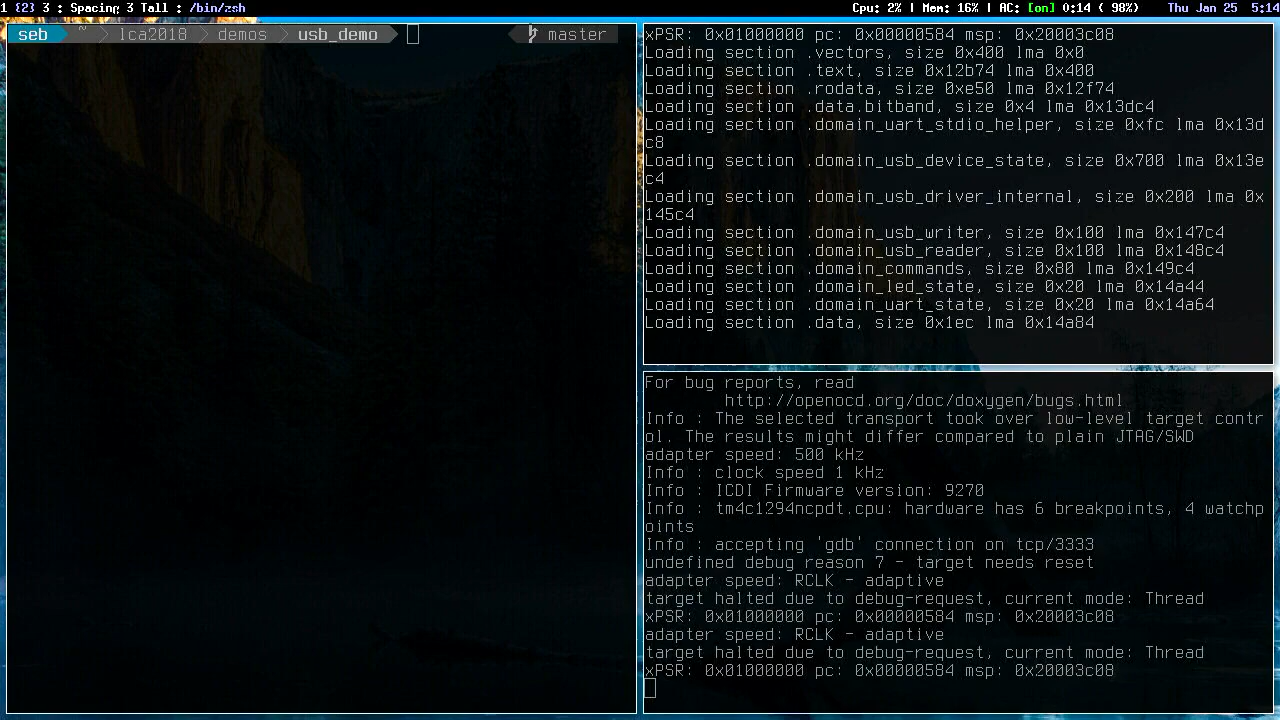 1 [2] 3 : Spacing 3 Tall : /bin/zsh
Cpu: 2% | Mem: 16% | AC: [on] 0:14 ( 98%) Thu Jan 25 5:14
seb ~ lca2018 demos usb_demo master
xPSR: 0x01000000 pc: 0x00000584 msp: 0x20003c08
Loading section .vectors, size 0x400 lma 0x0
Loading section .text, size 0x12b74 lma 0x400
Loading section .rodata, size 0xe50 lma 0x12f74
Loading section .data.bitband, size 0x4 lma 0x13dc4
Loading section .domain_uart_stdio_helper, size 0xfc lma 0x13d
c8
Loading section .domain_usb_device_state, size 0x700 lma 0x13e
c4
Loading section .domain_usb_driver_internal, size 0x200 lma 0x
145c4
Loading section .domain_usb_writer, size 0x100 lma 0x147c4
Loading section .domain_usb_reader, size 0x100 lma 0x148c4
Loading section .domain_commands, size 0x80 lma 0x149c4
Loading section .domain_led_state, size 0x20 lma 0x14a44
Loading section .domain_uart_state, size 0x20 lma 0x14a64
Loading section .data, size 0x1ec lma 0x14a84
For bug reports, read
http://openocd.org/doc/doxygen/bugs.html
Info : The selected transport took over low-level target contr
ol. The results might differ compared to plain JTAG/SWD
adapter speed: 500 kHz
Info : clock speed 1 kHz
Info : ICDI Firmware version: 9270
Info : tm4c1294ncpdt.cpu: hardware has 6 breakpoints, 4 watchp
oints
Info : accepting 'gdb' connection on tcp/3333
undefined debug reason 7 - target needs reset
adapter speed: RCLK - adaptive
target halted due to debug-request, current mode: Thread
xPSR: 0x01000000 pc: 0x00000584 msp: 0x20003c08
adapter speed: RCLK - adaptive
target halted due to debug-request, current mode: Thread
xPSR: 0x01000000 pc: 0x00000584 msp: 0x20003c08